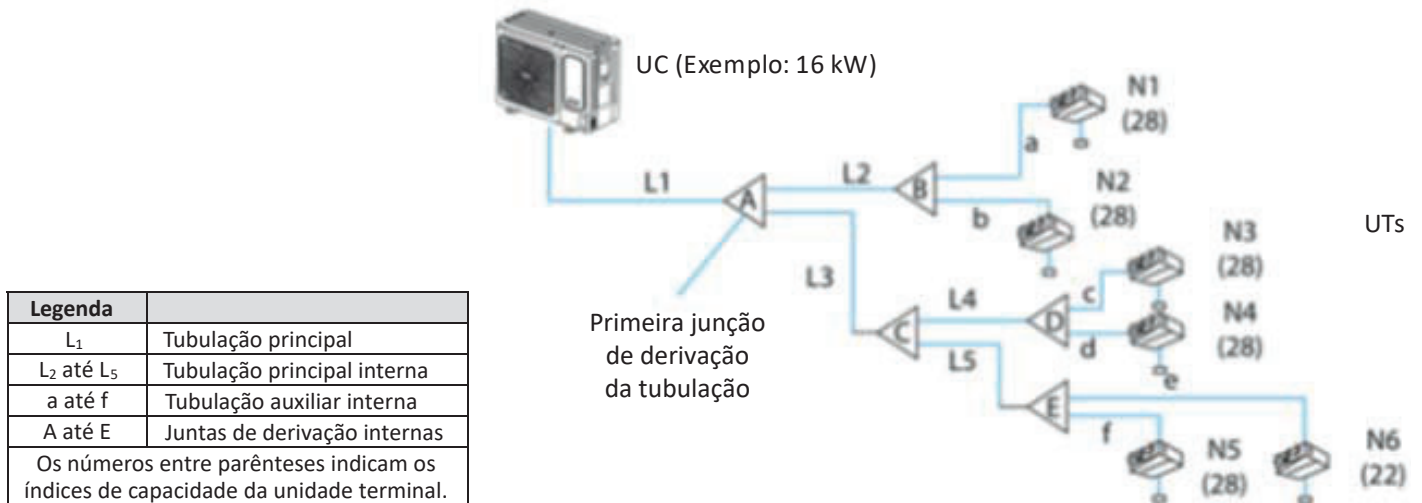 UC (Exemplo: 16 kW)
N1
(28)
a
L1
A
L2
B
N2
(28)
b
UTs
N3
(28)
L3
L4
c
D
N4
(28)
d
C
L5
e
E
f
N5
(28)
N6
(22)
Primeira junção
de derivação
da tubulação
Legenda
L₁ Tubulação principal
L₂ até L₅ Tubulação principal interna
a até f Tubulação auxiliar interna
A até E Juntas de derivação internas
Os números entre parênteses indicam os
índices de capacidade da unidade terminal.